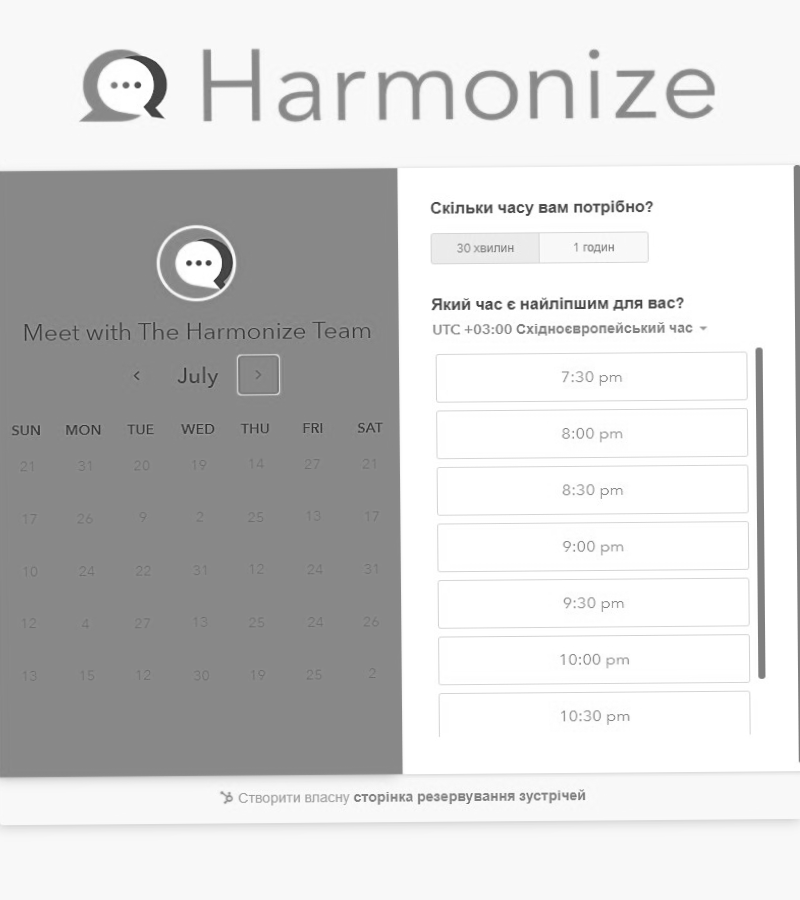 Harmonize
Meet with The Harmonize Team
July
SUN MON TUE WED THU FRI SAT
21 31 20 19 14 27 21
17 26 9 2 25 13 17
10 24 22 31 12 24 31
12 4 27 13 25 24 26
13 15 12 30 19 25 2
Скільки часу вам потрібно?
30 хвилин 1 годин
Який час є найліпшим для вас?
UTC +03:00 Східноєвропейський час
7:30 pm
8:00 pm
8:30 pm
9:00 pm
9:30 pm
10:00 pm
10:30 pm
Створити власну сторінка резервування зустрічей